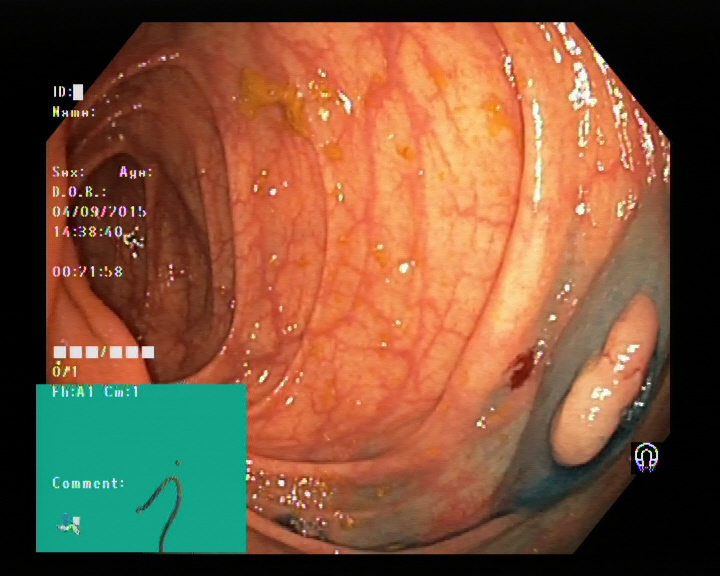 ID:
Name:
Sex: Age:
D.O.B.:
04/09/2015
14:38:40
00:21:58
/
0/1
Ph:A1 Cm:1
Comment: